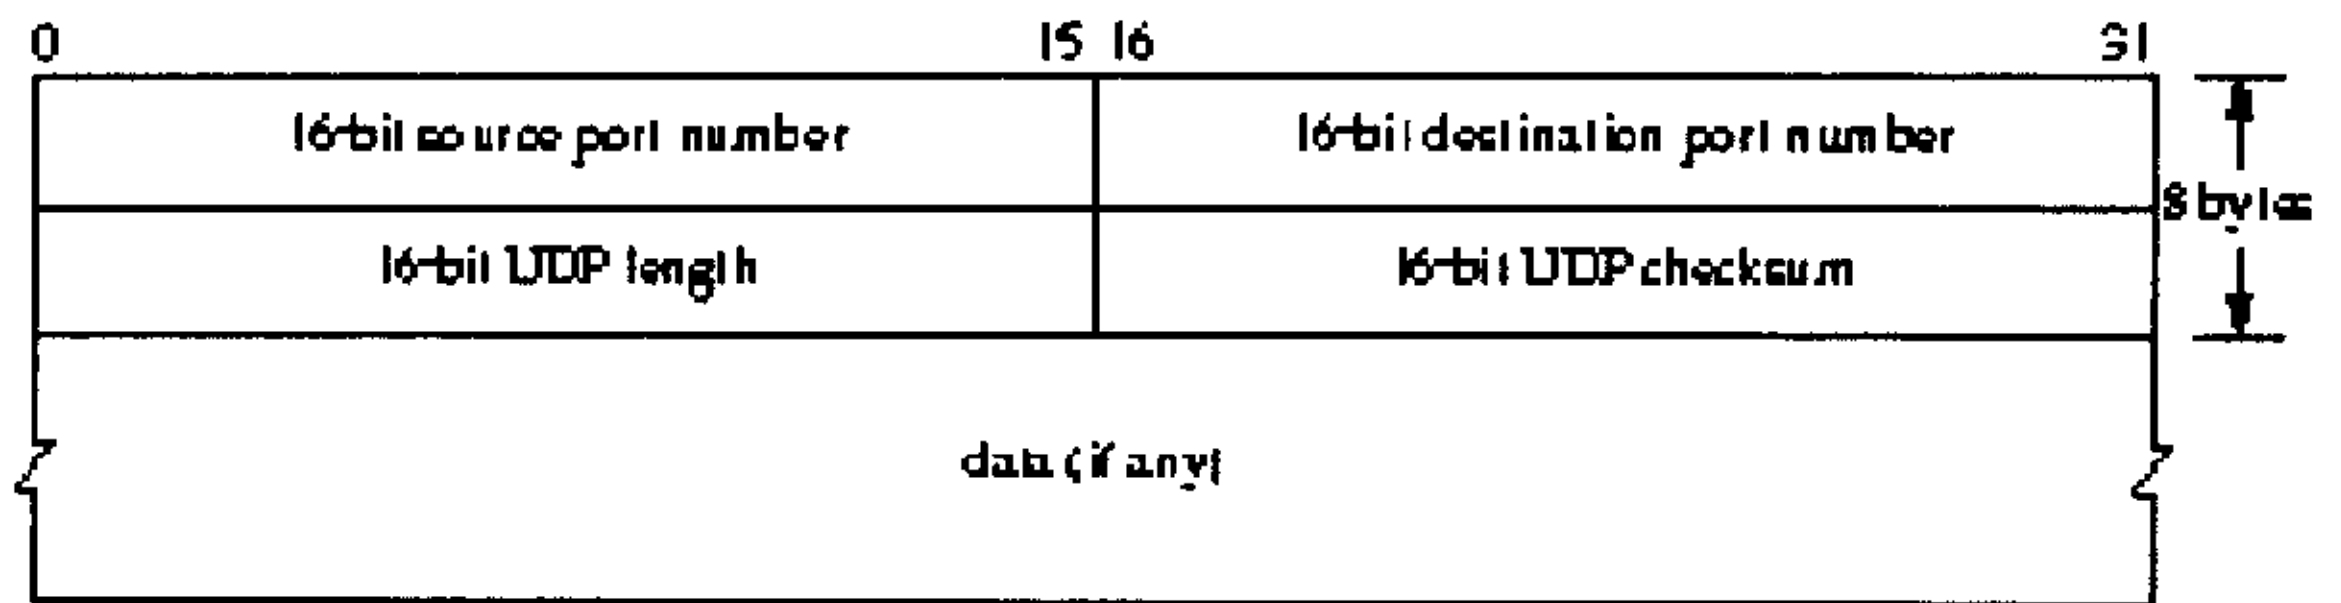 0 15 16 31
16-bit source port number 16-bit destination port number
8 bytes
16-bit UDP length 16-bit UDP checksum
data (if any)